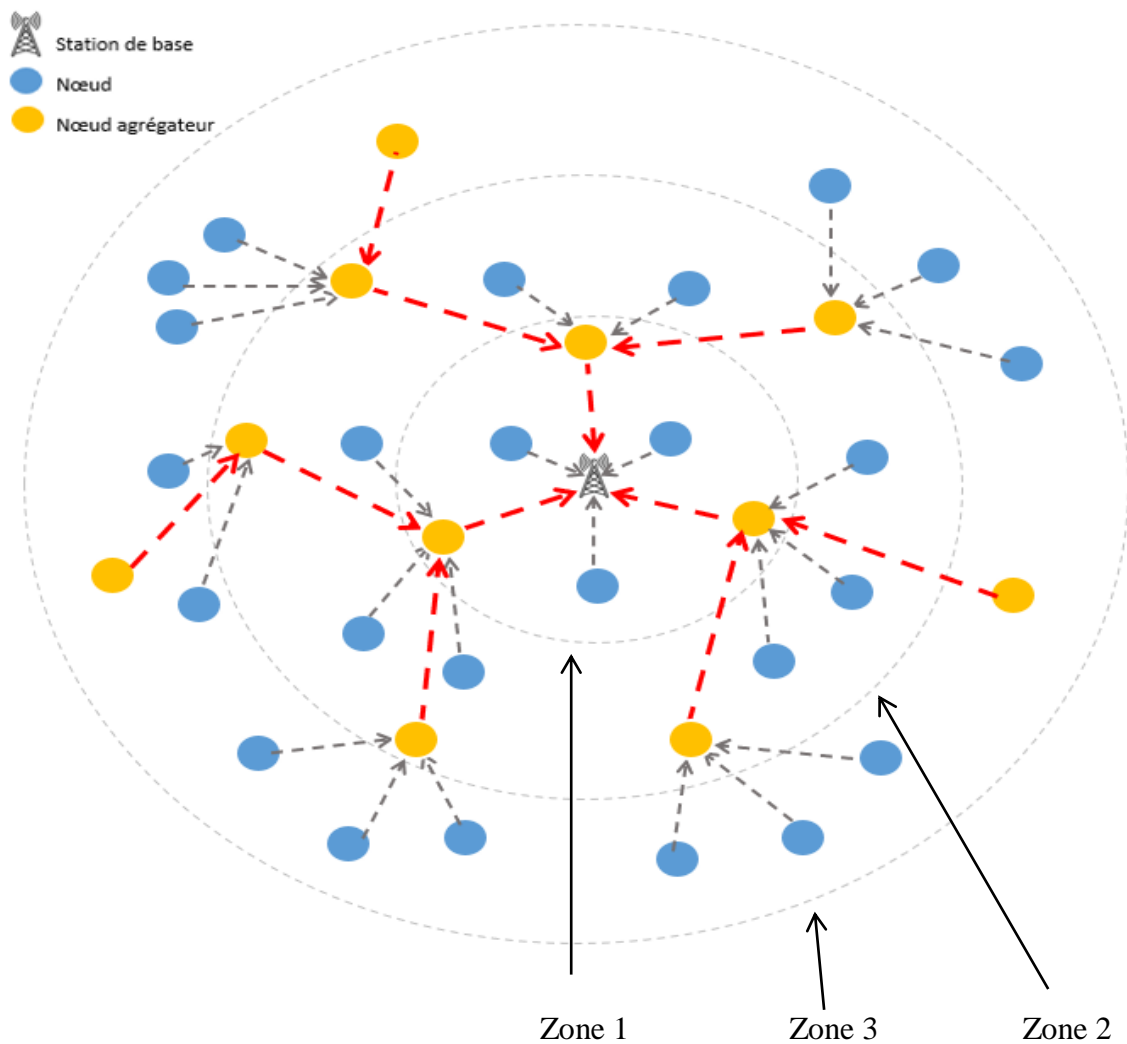 Station de base
Nœud
Nœud agrégateur
Zone 1
Zone 3
Zone 2